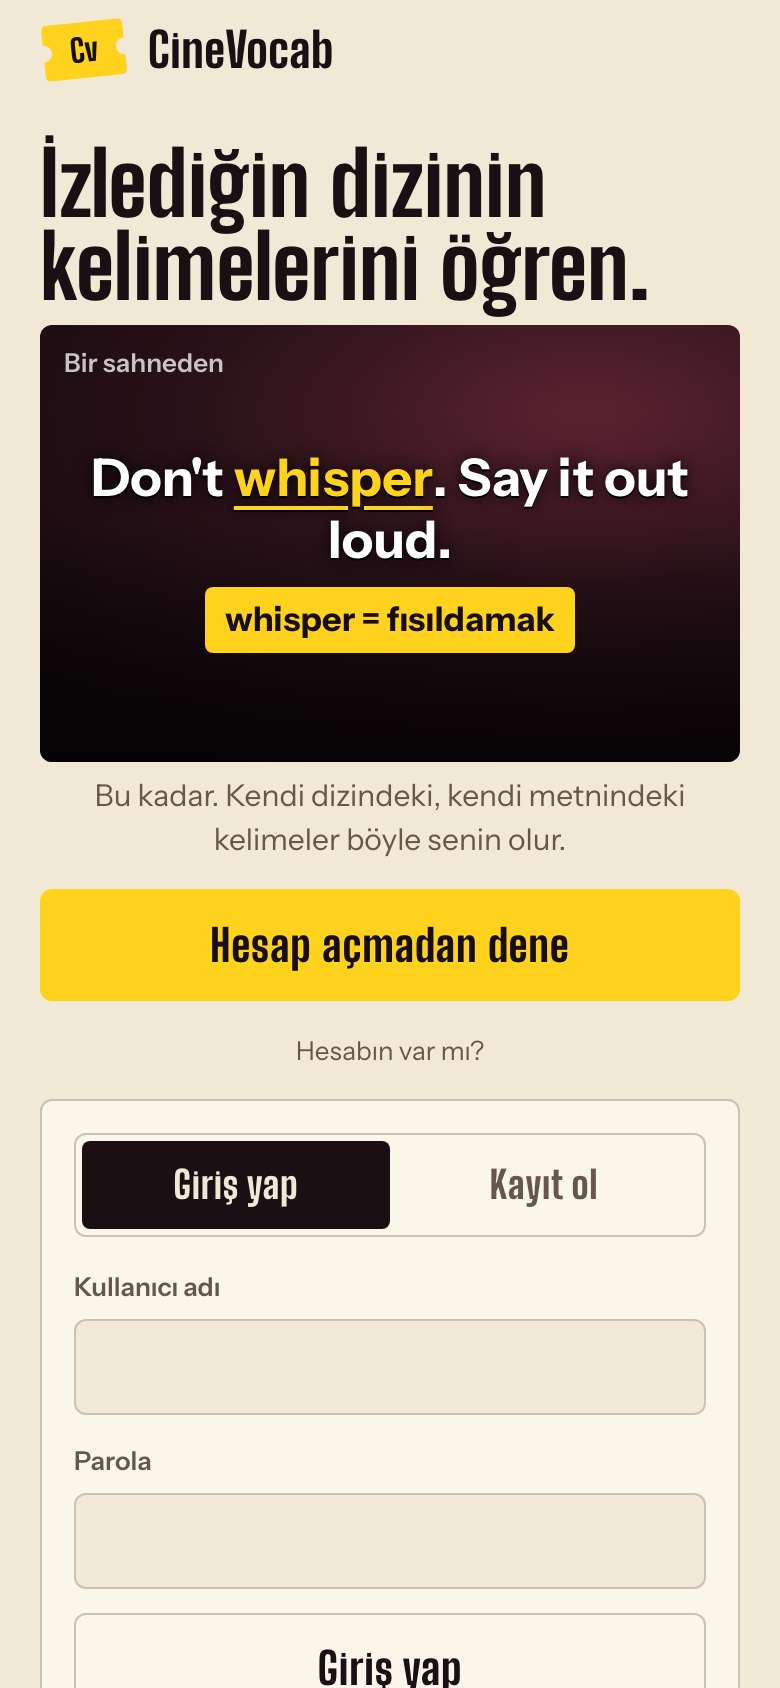 Cv CineVocab
İzlediğin dizinin
kelimelerini öğren.
Bir sahneden
Don't whisper. Say it out
loud.
whisper = fısıldamak
Bu kadar. Kendi dizindeki, kendi metnindeki
kelimeler böyle senin olur.
Hesap açmadan dene
Hesabın var mı?
Giriş yap Kayıt ol
Kullanıcı adı
Parola
Giriş yap